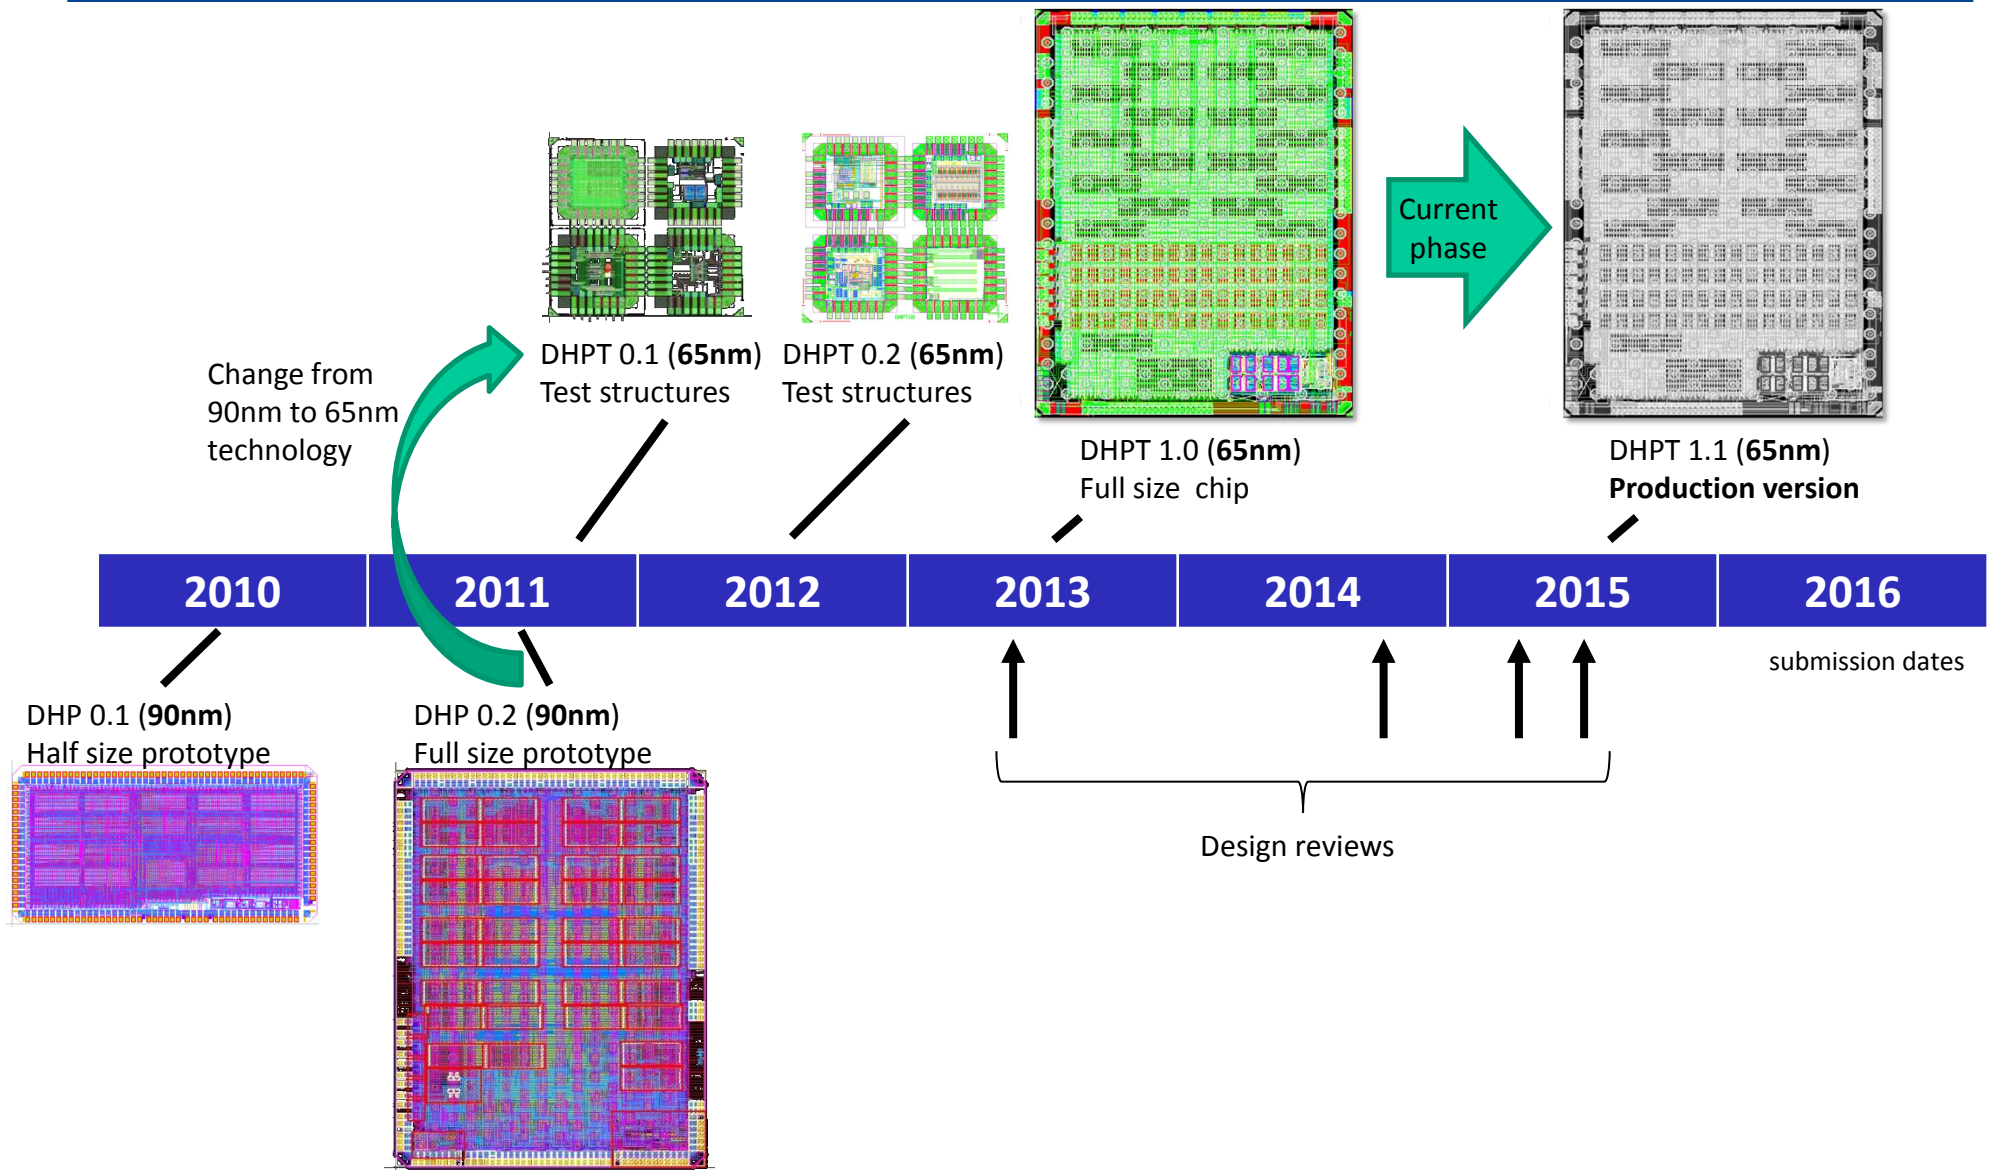 Current
phase
DHPT 0.1 (65nm)
Test structures
DHPT 0.2 (65nm)
Test structures
Change from
90nm to 65nm
technology
DHPT 1.0 (65nm)
Full size chip
DHPT 1.1 (65nm)
Production version
2010
2011
2012
2013
2014
2015
2016
submission dates
DHP 0.1 (90nm)
Half size prototype
DHP 0.2 (90nm)
Full size prototype
Design reviews